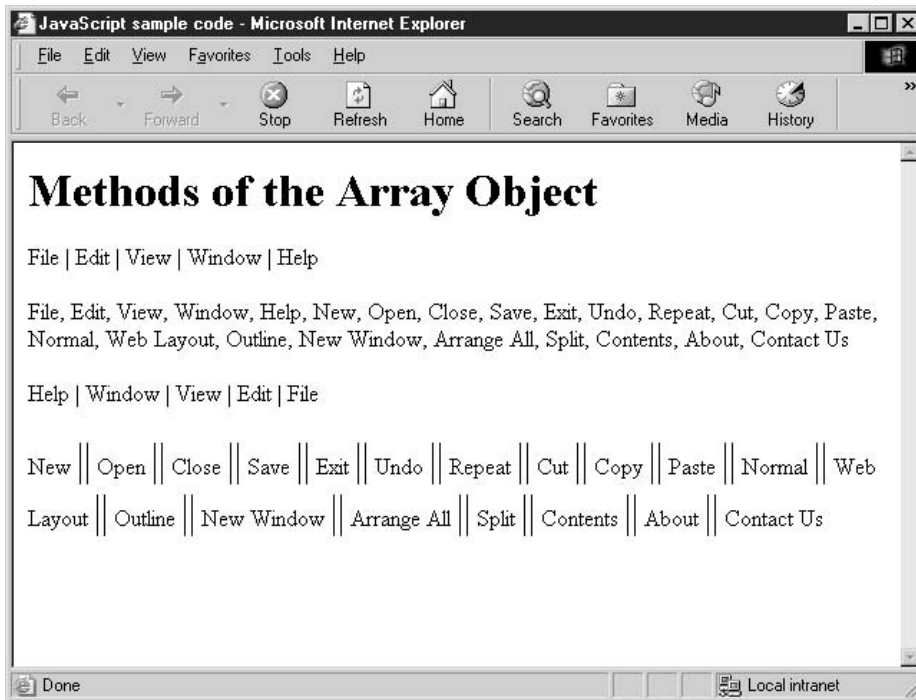 JavaScript sample code - Microsoft Internet Explorer
File Edit View Favorites Tools Help
Back Forward Stop Refresh Home Search Favorites Media History »
Methods of the Array Object
File | Edit | View | Window | Help
File, Edit, View, Window, Help, New, Open, Close, Save, Exit, Undo, Repeat, Cut, Copy, Paste,
Normal, Web Layout, Outline, New Window, Arrange All, Split, Contents, About, Contact Us
Help | Window | View | Edit | File
New || Open || Close || Save || Exit || Undo || Repeat || Cut || Copy || Paste || Normal || Web
Layout || Outline || New Window || Arrange All || Split || Contents || About || Contact Us
Done Local intranet